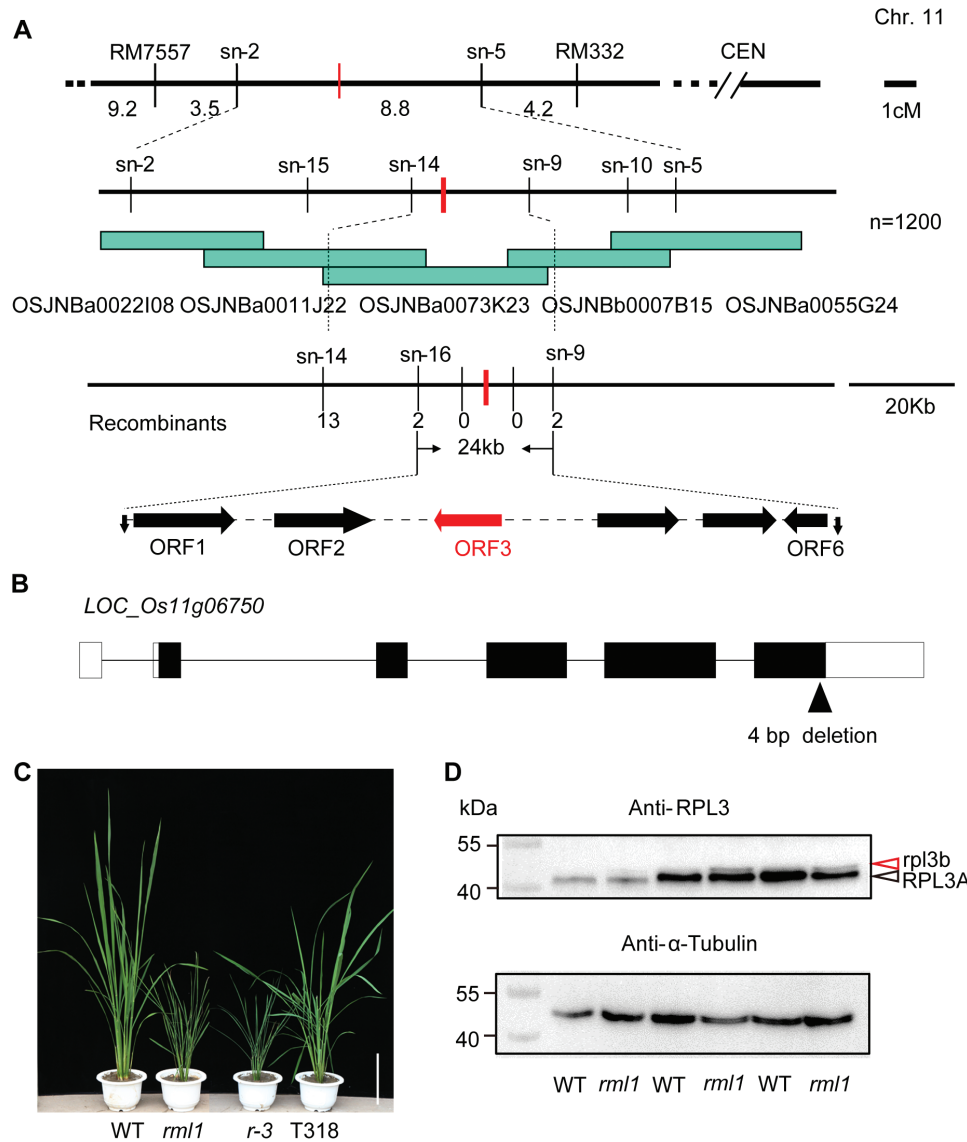 A
Chr. 11
RM7557 sn-2 sn-5 RM332 CEN
9.2 3.5 8.8 4.2 1cM
sn-2 sn-15 sn-14 sn-9 sn-10 sn-5
n=1200
OSJNBa0022I08 OSJNBa0011J22 OSJNBa0073K23 OSJNBb0007B15 OSJNBa0055G24
sn-14 sn-16 sn-9
Recombinants 13 2 0 0 2 20Kb
24kb
ORF1 ORF2 ORF3 ORF6
B
LOC_Os11g06750
4 bp deletion
C
WT rml1 r-3 T318
D
kDa Anti-RPL3
55
40
rpl3b
RPL3A
Anti-α-Tubulin
55
40
WT rml1 WT rml1 WT rml1